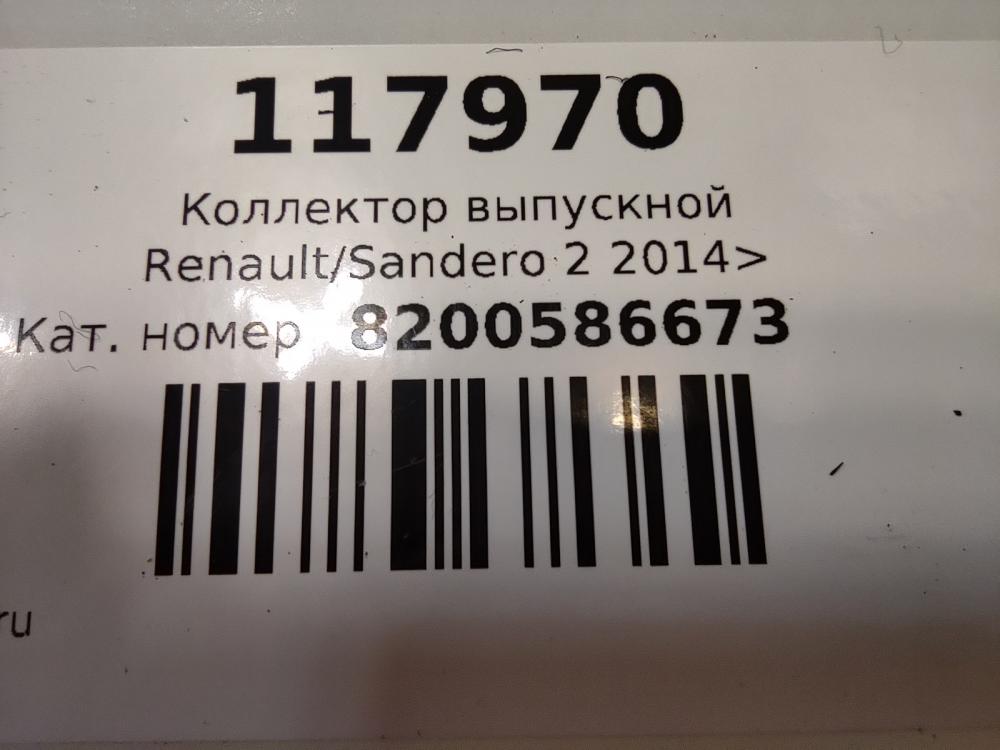 117970
Коллектор выпускной
Renault/Sandero 2 2014>
Кат. номер 8200586673
ru